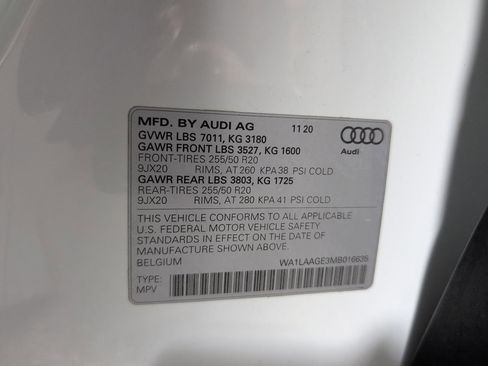 MFD. BY AUDI AG 11 20
GVWR LBS 7011, KG 3180
GAWR FRONT LBS 3527, KG 1600
FRONT-TIRES 255/50 R20
9JX20 RIMS, AT 260 KPA 38 PSI COLD
GAWR REAR LBS 3803, KG 1725
REAR-TIRES 255/50 R20
9JX20 RIMS, AT 280 KPA 41 PSI COLD
Audi
THIS VEHICLE CONFORMS TO ALL APPLICABLE
U.S. FEDERAL MOTOR VEHICLE SAFETY
STANDARDS IN EFFECT ON THE DATE OF
MANUFACTURE SHOWN ABOVE.
BELGIUM WA1LAAGE3MB016635
TYPE:
MPV